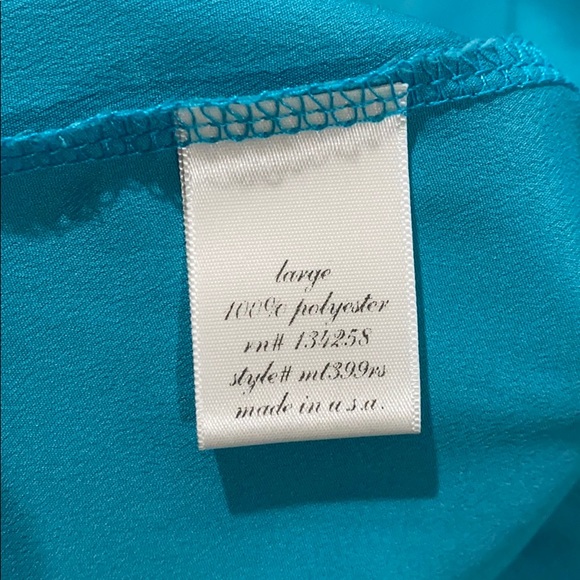 large
100% polyester
rn# 134258
style# mt399rs
made in u.s.a.